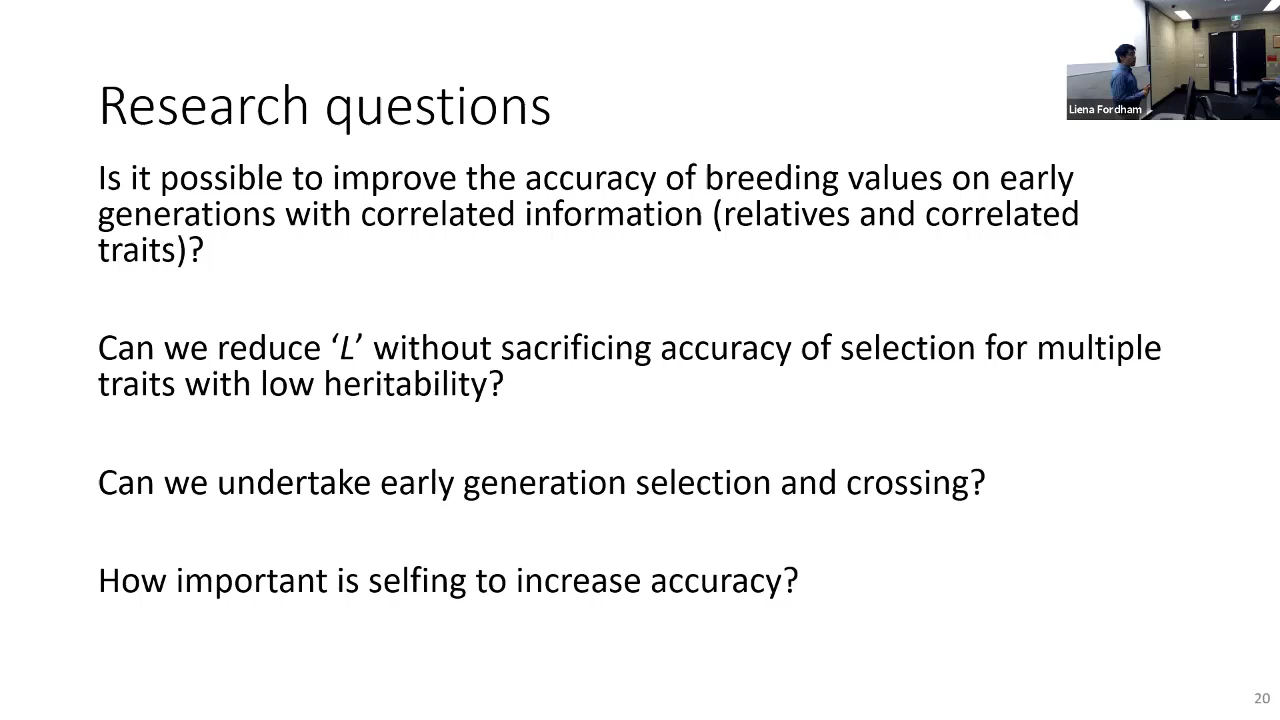 Liena Fordham
Research questions
Is it possible to improve the accuracy of breeding values on early
generations with correlated information (relatives and correlated
traits)?
Can we reduce ‘L’ without sacrificing accuracy of selection for multiple
traits with low heritability?
Can we undertake early generation selection and crossing?
How important is selfing to increase accuracy?
20